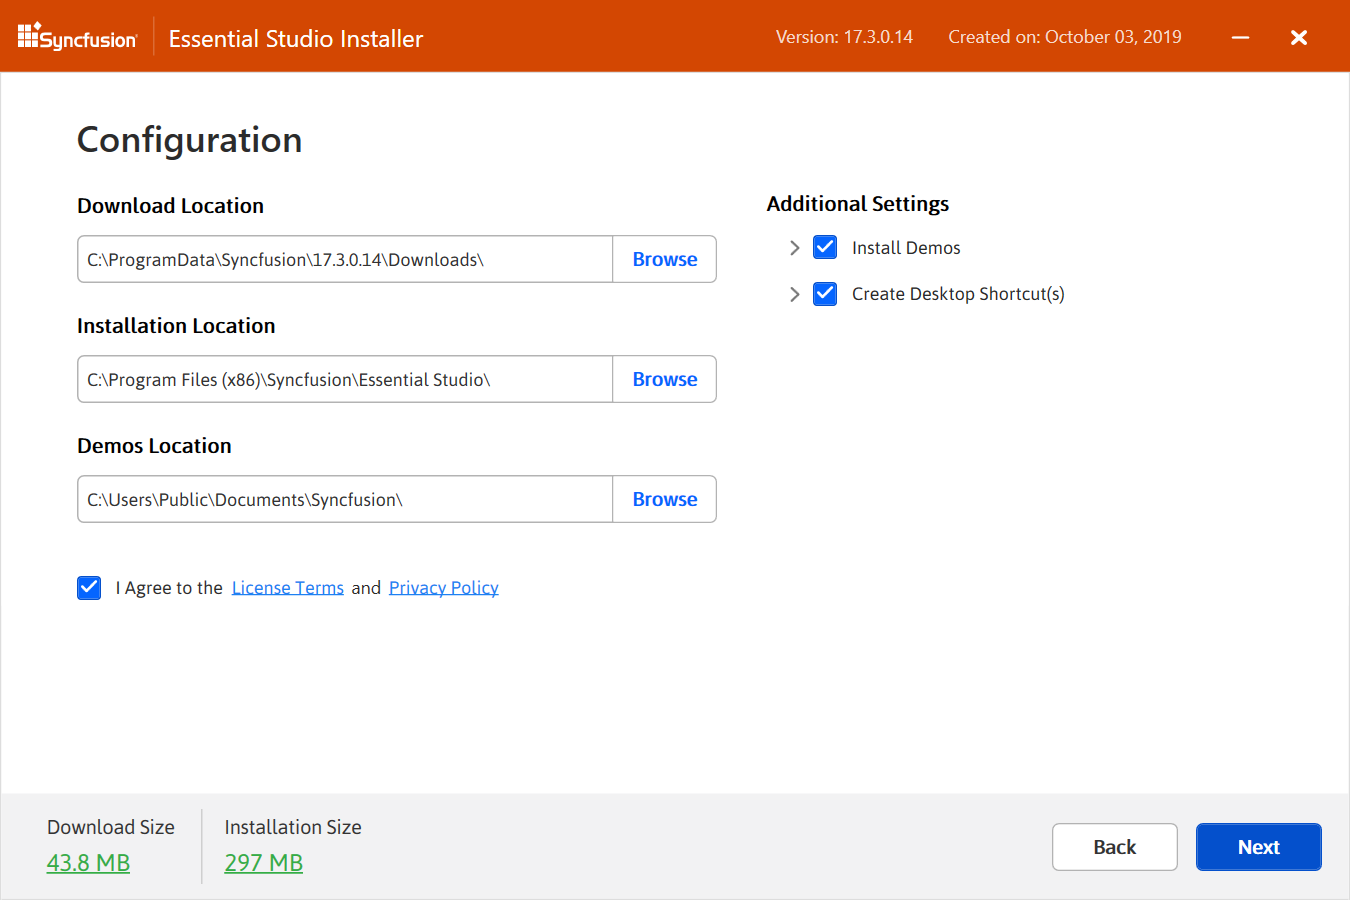 Syncfusion
Essential Studio Installer
Version: 17.3.0.14
Created on: October 03, 2019
Configuration
Download Location
C:\ProgramData\Syncfusion\17.3.0.14\Downloads\
Browse
Installation Location
C:\Program Files (x86)\Syncfusion\Essential Studio\
Browse
Demos Location
C:\Users\Public\Documents\Syncfusion\
Browse
I Agree to the License Terms and Privacy Policy
Additional Settings
Install Demos
Create Desktop Shortcut(s)
Download Size
43.8 MB
Installation Size
297 MB
Back
Next